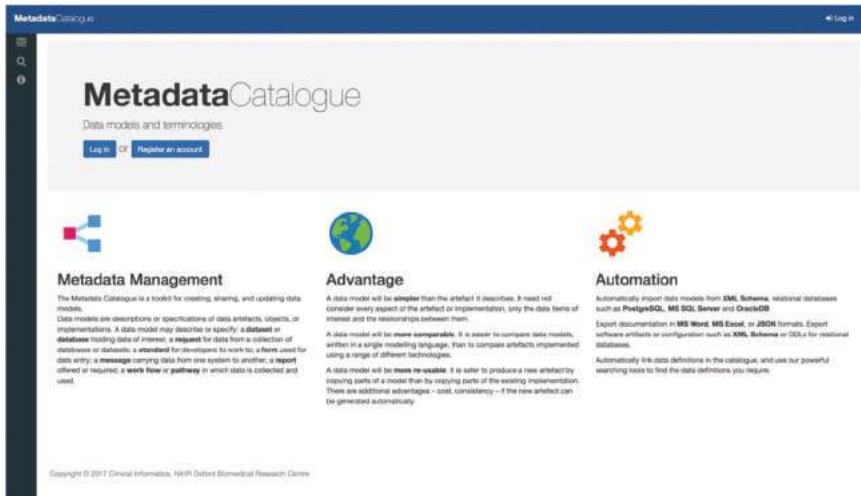 MetadataCatalogue
Log in
MetadataCatalogue
Data models and terminologies
Log in or Register an account
Metadata Management
The Metadata Catalogue is a toolkit for creating, sharing, and updating data
models.
Data models are descriptions or specifications of data artefacts, objects, or
implementations. A data model may describe or specify: a dataset or
database holding data of interest; a request for data from a collection of
databases or datasets; a standard for developers to work to; a form used for
data entry; a message carrying data from one system to another; a report
offered or required; a work flow or pathway in which data is collected and
used.
Advantage
A data model will be simpler than the artefact it describes. It need not
consider every aspect of the artefact or implementation, only the data items of
interest and the relationships between them.
A data model will be more comparable. It is easier to compare data models,
written in a single modelling language, than to compare artefacts implemented
using a range of different technologies.
A data model will be more re-usable. It is safer to produce a new artefact by
copying parts of a model than by copying parts of the existing implementation.
There are additional advantages – cost, consistency – if the new artefact can
be generated automatically.
Automation
Automatically import data models from XML Schema, relational databases
such as PostgreSQL, MS SQL Server and OracleDB.
Export documentation in MS Word, MS Excel, or JSON formats. Export
software artifacts or configuration such as XML Schema or DDLs for relational
databases.
Automatically link data definitions in the catalogue, and use our powerful
searching tools to find the data definitions you require.
Copyright © 2017 Clinical Informatics, NIHR Oxford Biomedical Research Centre